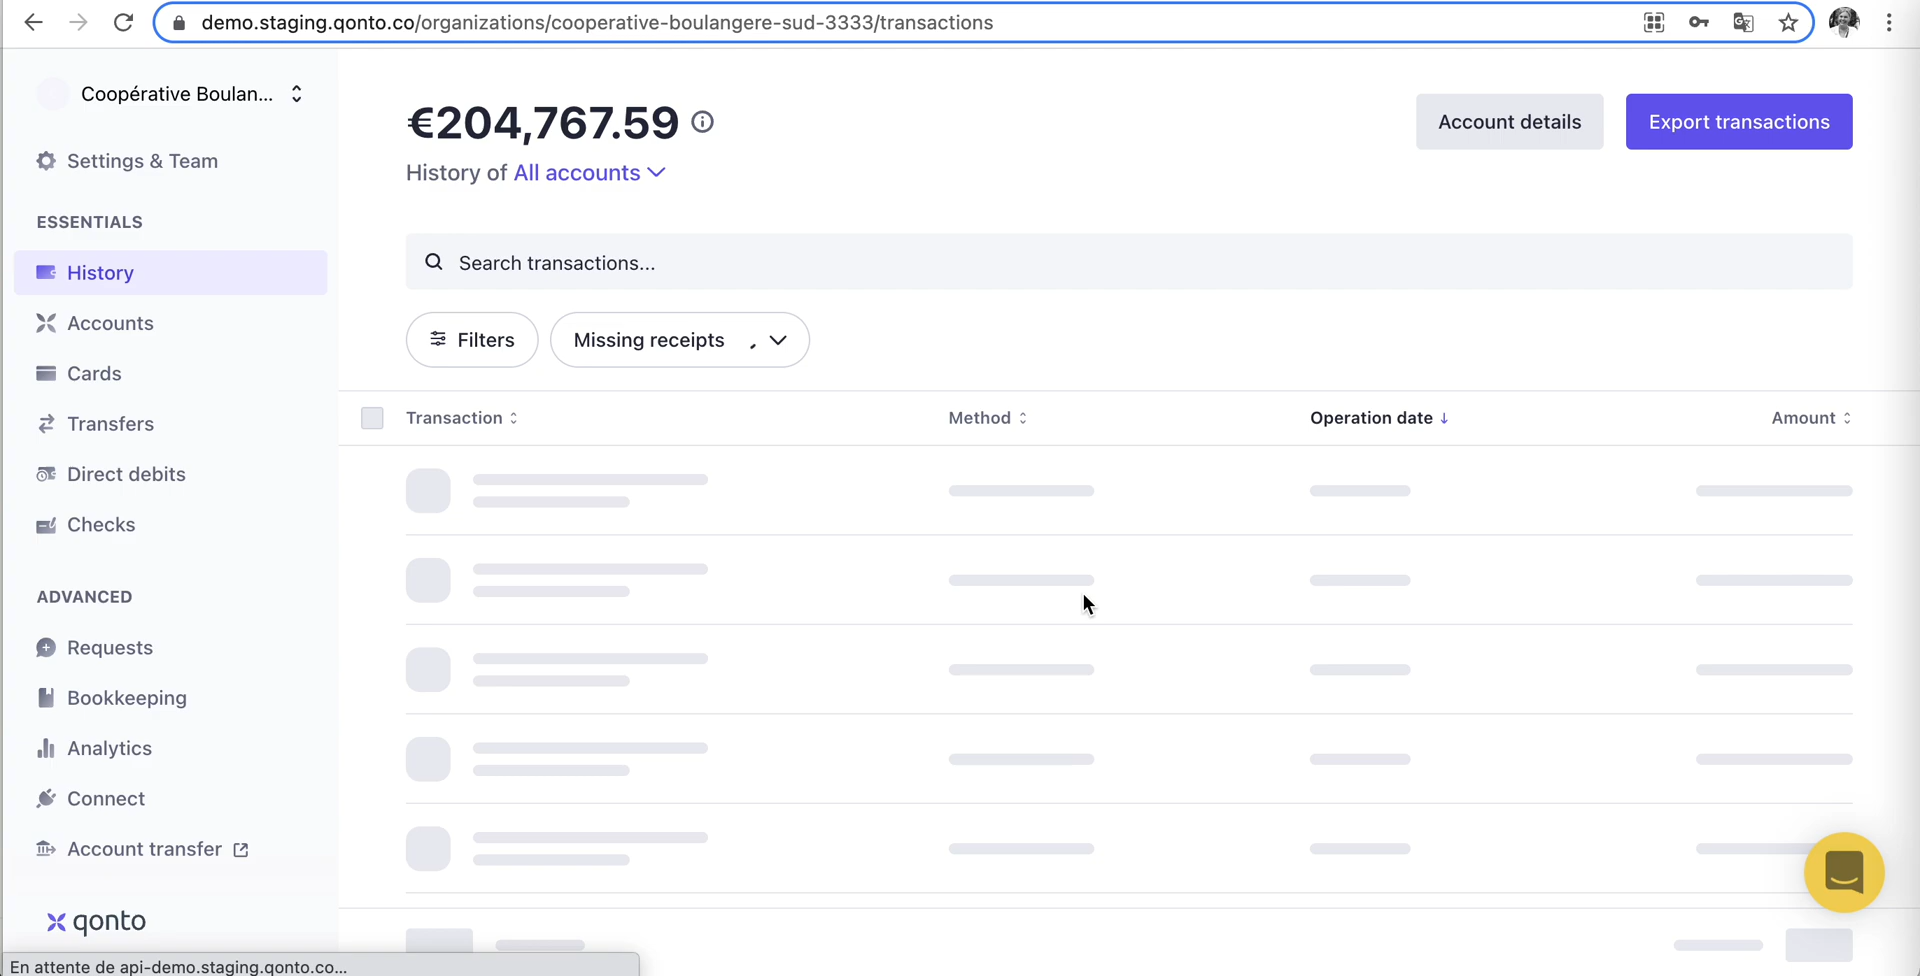 demo.staging.qonto.co/organizations/cooperative-boulangere-sud-3333/transactions
Coopérative Boulan...
Settings & Team
ESSENTIALS
History
Accounts
Cards
Transfers
Direct debits
Checks
ADVANCED
Requests
Bookkeeping
Analytics
Connect
Account transfer
qonto
€204,767.59
History of All accounts
Account details
Export transactions
Search transactions...
Filters
Missing receipts
Transaction
Method
Operation date
Amount
En attente de api-demo.staging.qonto.co...